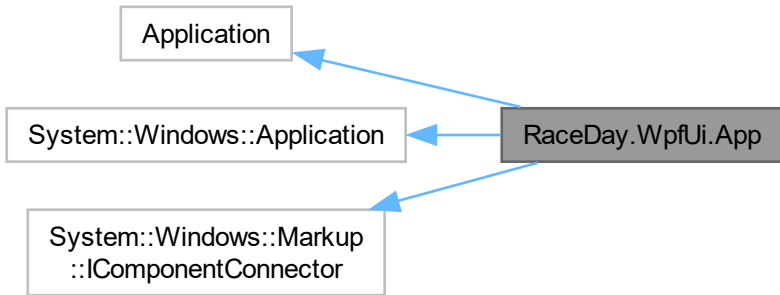 Application
System::Windows::Application
RaceDay.WpfUi.App
System::Windows::Markup
::IComponentConnector